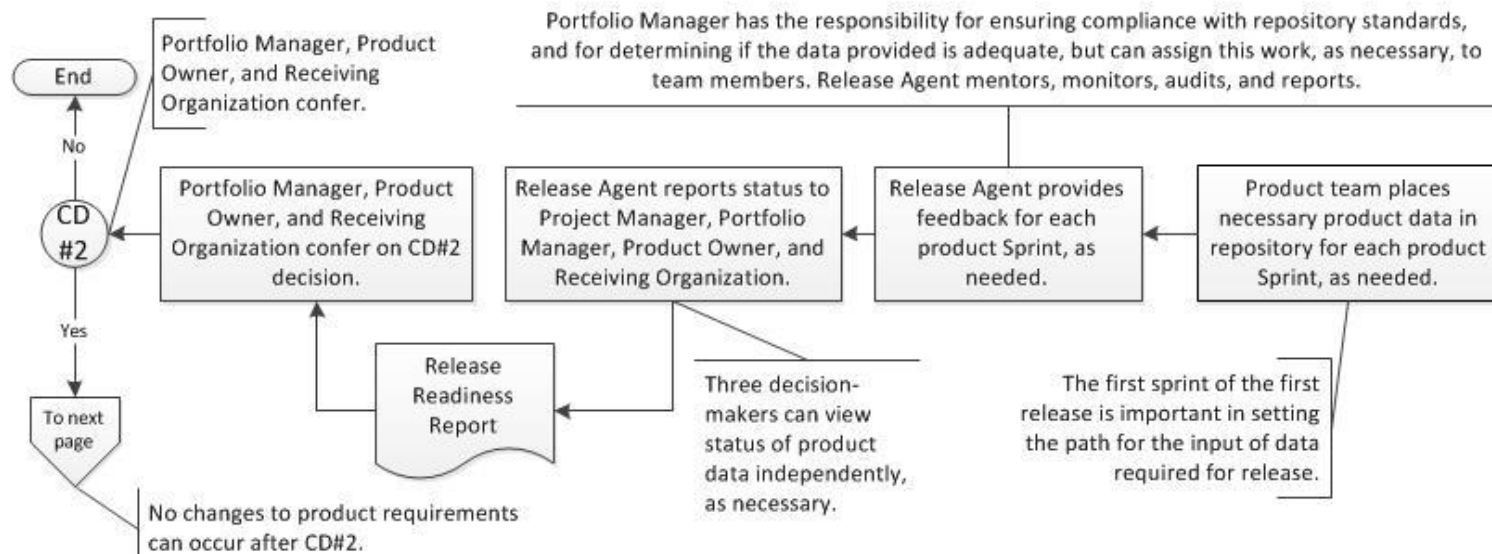 Portfolio Manager has the responsibility for ensuring compliance with repository standards,
and for determining if the data provided is adequate, but can assign this work, as necessary, to
team members. Release Agent mentors, monitors, audits, and reports.
Portfolio Manager, Product
Owner, and Receiving
Organization confer.
End
No
CD
#2
Yes
To next
page
No changes to product requirements
can occur after CD#2.
Portfolio Manager, Product
Owner, and Receiving
Organization confer on CD#2
decision.
Release Agent reports status to
Project Manager, Portfolio
Manager, Product Owner, and
Receiving Organization.
Release Agent provides
feedback for each
product Sprint, as
needed.
Product team places
necessary product data in
repository for each product
Sprint, as needed.
Release
Readiness
Report
Three decision-
makers can view
status of product
data independently,
as necessary.
The first sprint of the first
release is important in setting
the path for the input of data
required for release.